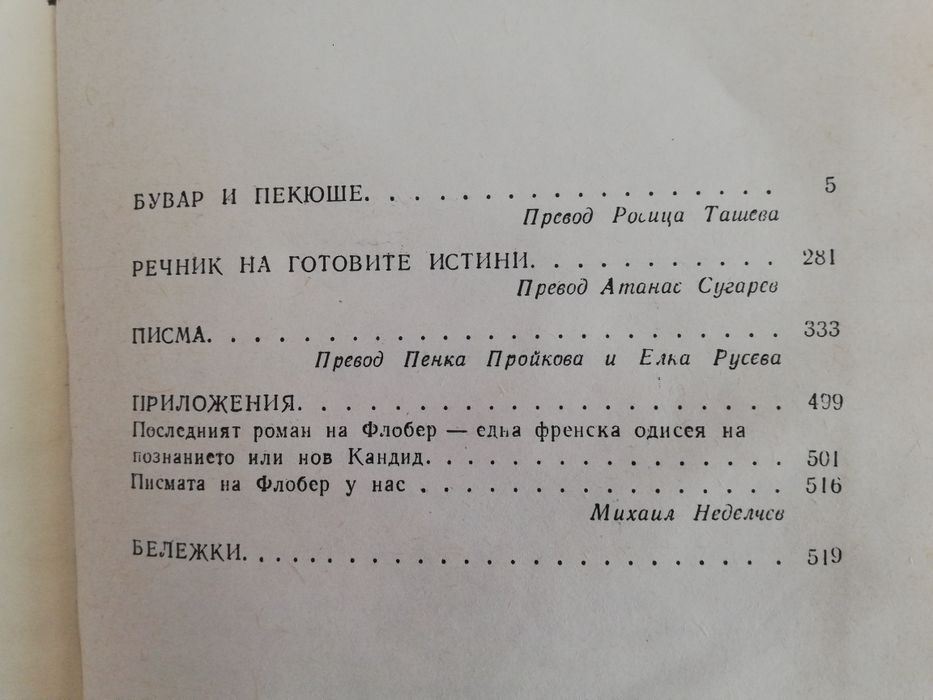 БУВАР И ПЕКЮШЕ. . . . . . . . . . . . . . . . . . 5
Превод Росица Ташева
РЕЧНИК НА ГОТОВИТЕ ИСТИНИ. . . . . . . . . . . 281
Превод Атанас Сугарев
ПИСМА. . . . . . . . . . . . . . . . . . . . . . . . . 333
Превод Пенка Пройкова и Елка Русева
ПРИЛОЖЕНИЯ. . . . . . . . . . . . . . . . . . . . . 499
Последният роман на Флобер — една френска одисея на
познанието или нов Кандид. . . . . . . . . . . . . . . 501
Писмата на Флобер у нас . . . . . . . . . . . . . . . . 516
Михаил Неделчев
БЕЛЕЖКИ. . . . . . . . . . . . . . . . . . . . . . . . 519